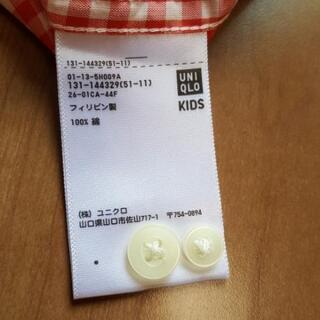 131-144329(51-11)
01-13-5N009A
131-144329(51-11)
26-01CA-44F
フィリピン製
100% 綿
UNI
QLO
KIDS
(株) ユニクロ
山口県山口市佐山717-1 〒754-0894